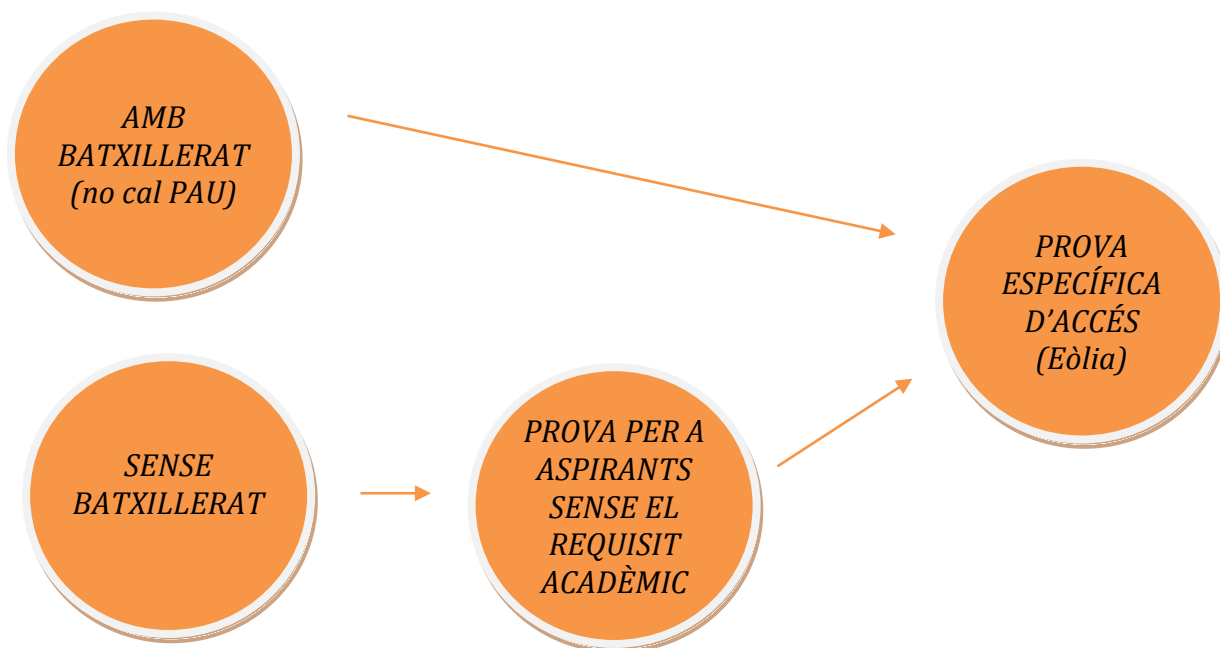 AMB
BATXILLERAT
(no cal PAU)
PROVA
ESPECÍFICA
D’ACCÉS
(Eòlia)
SENSE
BATXILLERAT
PROVA PER A
ASPIRANTS
SENSE EL
REQUISIT
ACADÈMIC